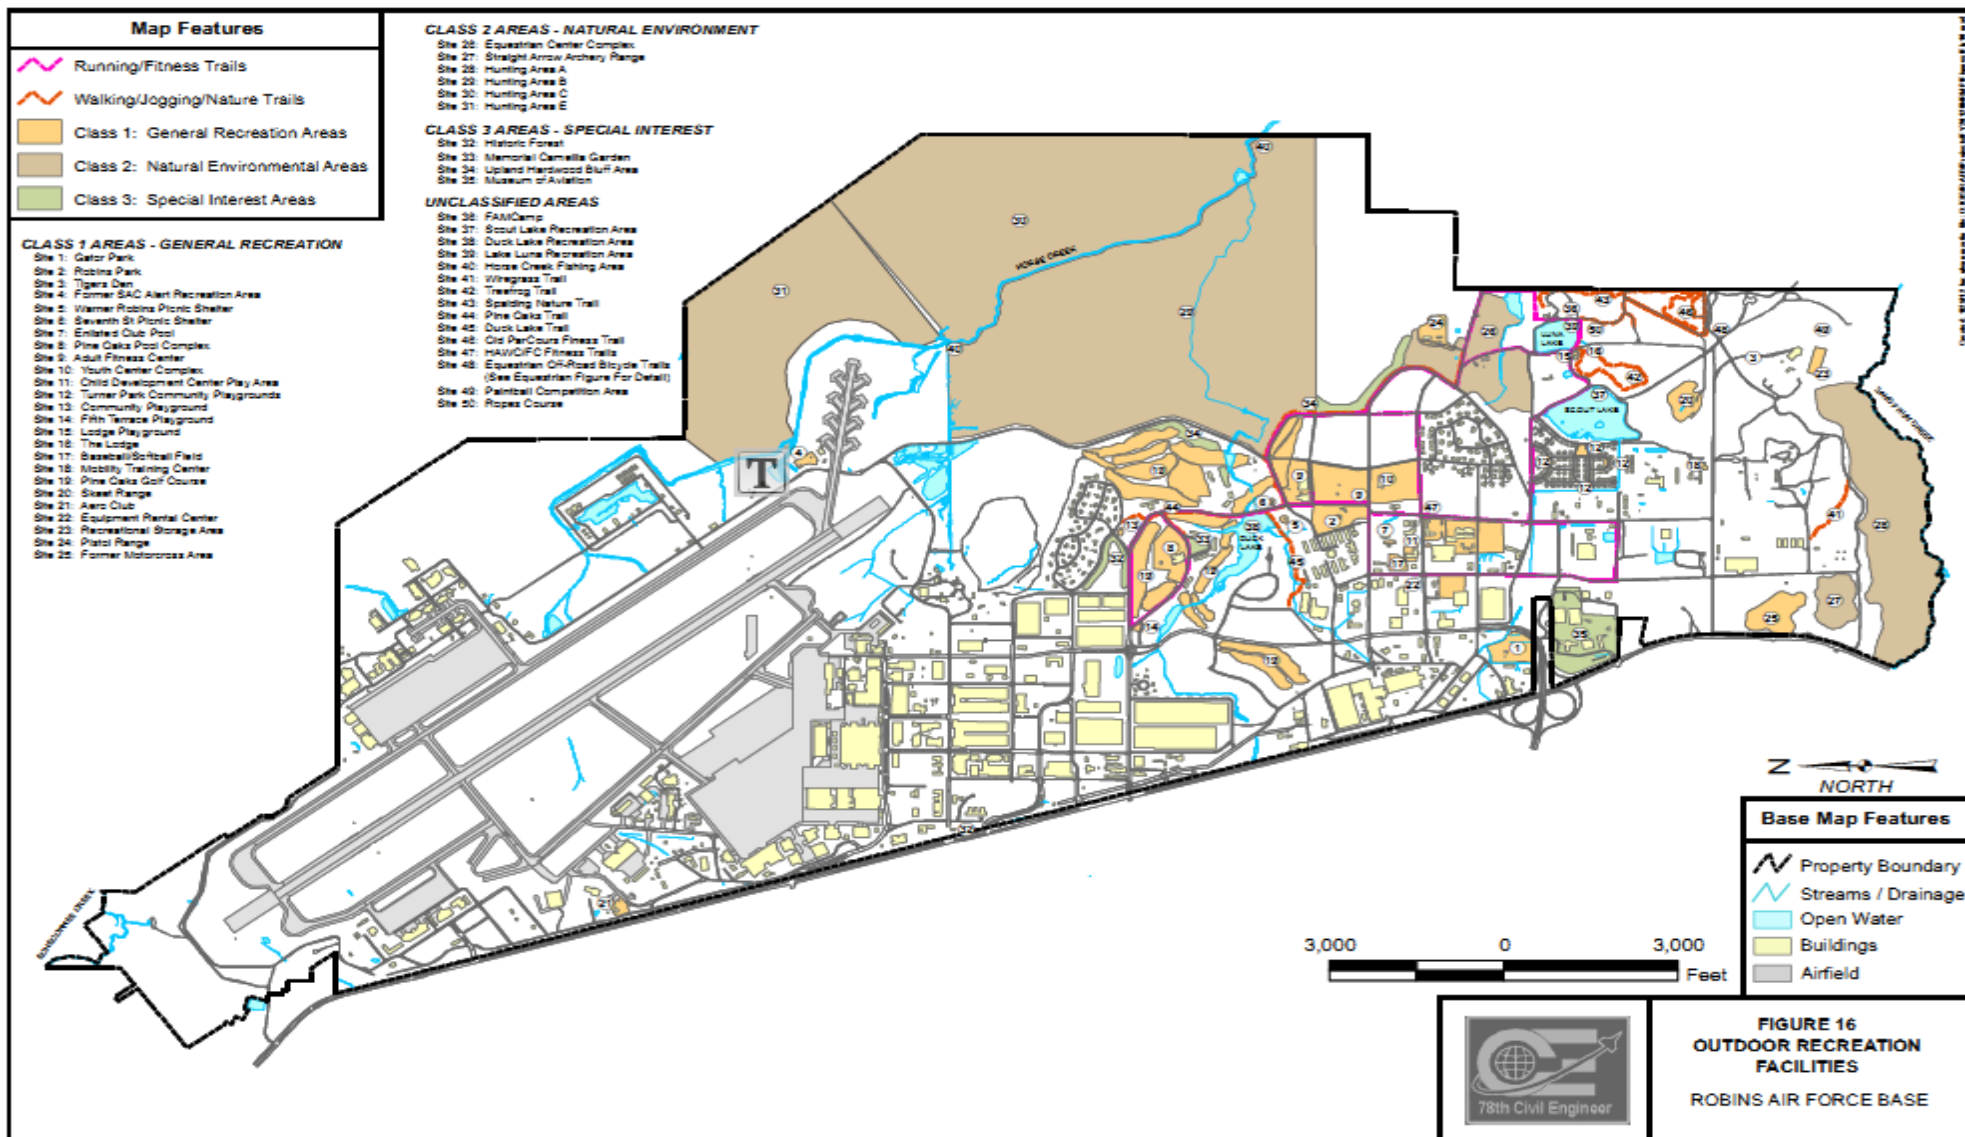 Map Features
Running/Fitness Trails
Walking/Jogging/Nature Trails
Class 1: General Recreation Areas
Class 2: Natural Environmental Areas
Class 3: Special Interest Areas
CLASS 1 AREAS - GENERAL RECREATION
Site 1: Gator Park
Site 2: Robins Park
Site 3: Tigers Den
Site 4: Former SAC Alert Recreation Area
Site 5: Warner Robins Picnic Shelter
Site 6: Seventh St Picnic Shelter
Site 7: Enlisted Club Pool
Site 8: Pine Oaks Pool Complex
Site 9: Adult Fitness Center
Site 10: Youth Center Complex
Site 11: Child Development Center Play Area
Site 12: Turner Park Community Playgrounds
Site 13: Community Playground
Site 14: Fifth Terrace Playground
Site 15: Lodge Playground
Site 16: The Lodge
Site 17: Baseball/Softball Field
Site 18: Mobility Training Center
Site 19: Pine Oaks Golf Course
Site 20: Skeet Range
Site 21: Aero Club
Site 22: Equipment Rental Center
Site 23: Recreational Storage Area
Site 24: Pistol Range
Site 25: Former Motorcross Area
CLASS 2 AREAS - NATURAL ENVIRONMENT
Site 26: Equestrian Center Complex
Site 27: Straight Arrow Archery Range
Site 28: Hunting Area A
Site 29: Hunting Area B
Site 30: Hunting Area C
Site 31: Hunting Area E
CLASS 3 AREAS - SPECIAL INTEREST
Site 32: Historic Forest
Site 33: Memorial Camellia Garden
Site 34: Upland Hardwood Bluff Area
Site 35: Museum of Aviation
UNCLASSIFIED AREAS
Site 36: FAMCamp
Site 37: Scout Lake Recreation Area
Site 38: Duck Lake Recreation Area
Site 39: Lake Luna Recreation Area
Site 40: Horse Creek Fishing Area
Site 41: Wiregrass Trail
Site 42: Treefrog Trail
Site 43: Spalding Nature Trail
Site 44: Pine Oaks Trail
Site 45: Duck Lake Trail
Site 46: Old ParCours Fitness Trail
Site 47: HAWC/FC Fitness Trails
Site 48: Equestrian Off-Road Bicycle Trails
(See Equestrian Figure For Detail)
Site 49: Paintball Competition Area
Site 50: Ropes Course
HORSE CREEK
LUNA
LAKE
SCOUT LAKE
DUCK
LAKE
T
N
NORTH
Base Map Features
Property Boundary
Streams / Drainage
Open Water
Buildings
Airfield
3,000 0 3,000
Feet
78th Civil Engineer
FIGURE 16
OUTDOOR RECREATION
FACILITIES
ROBINS AIR FORCE BASE